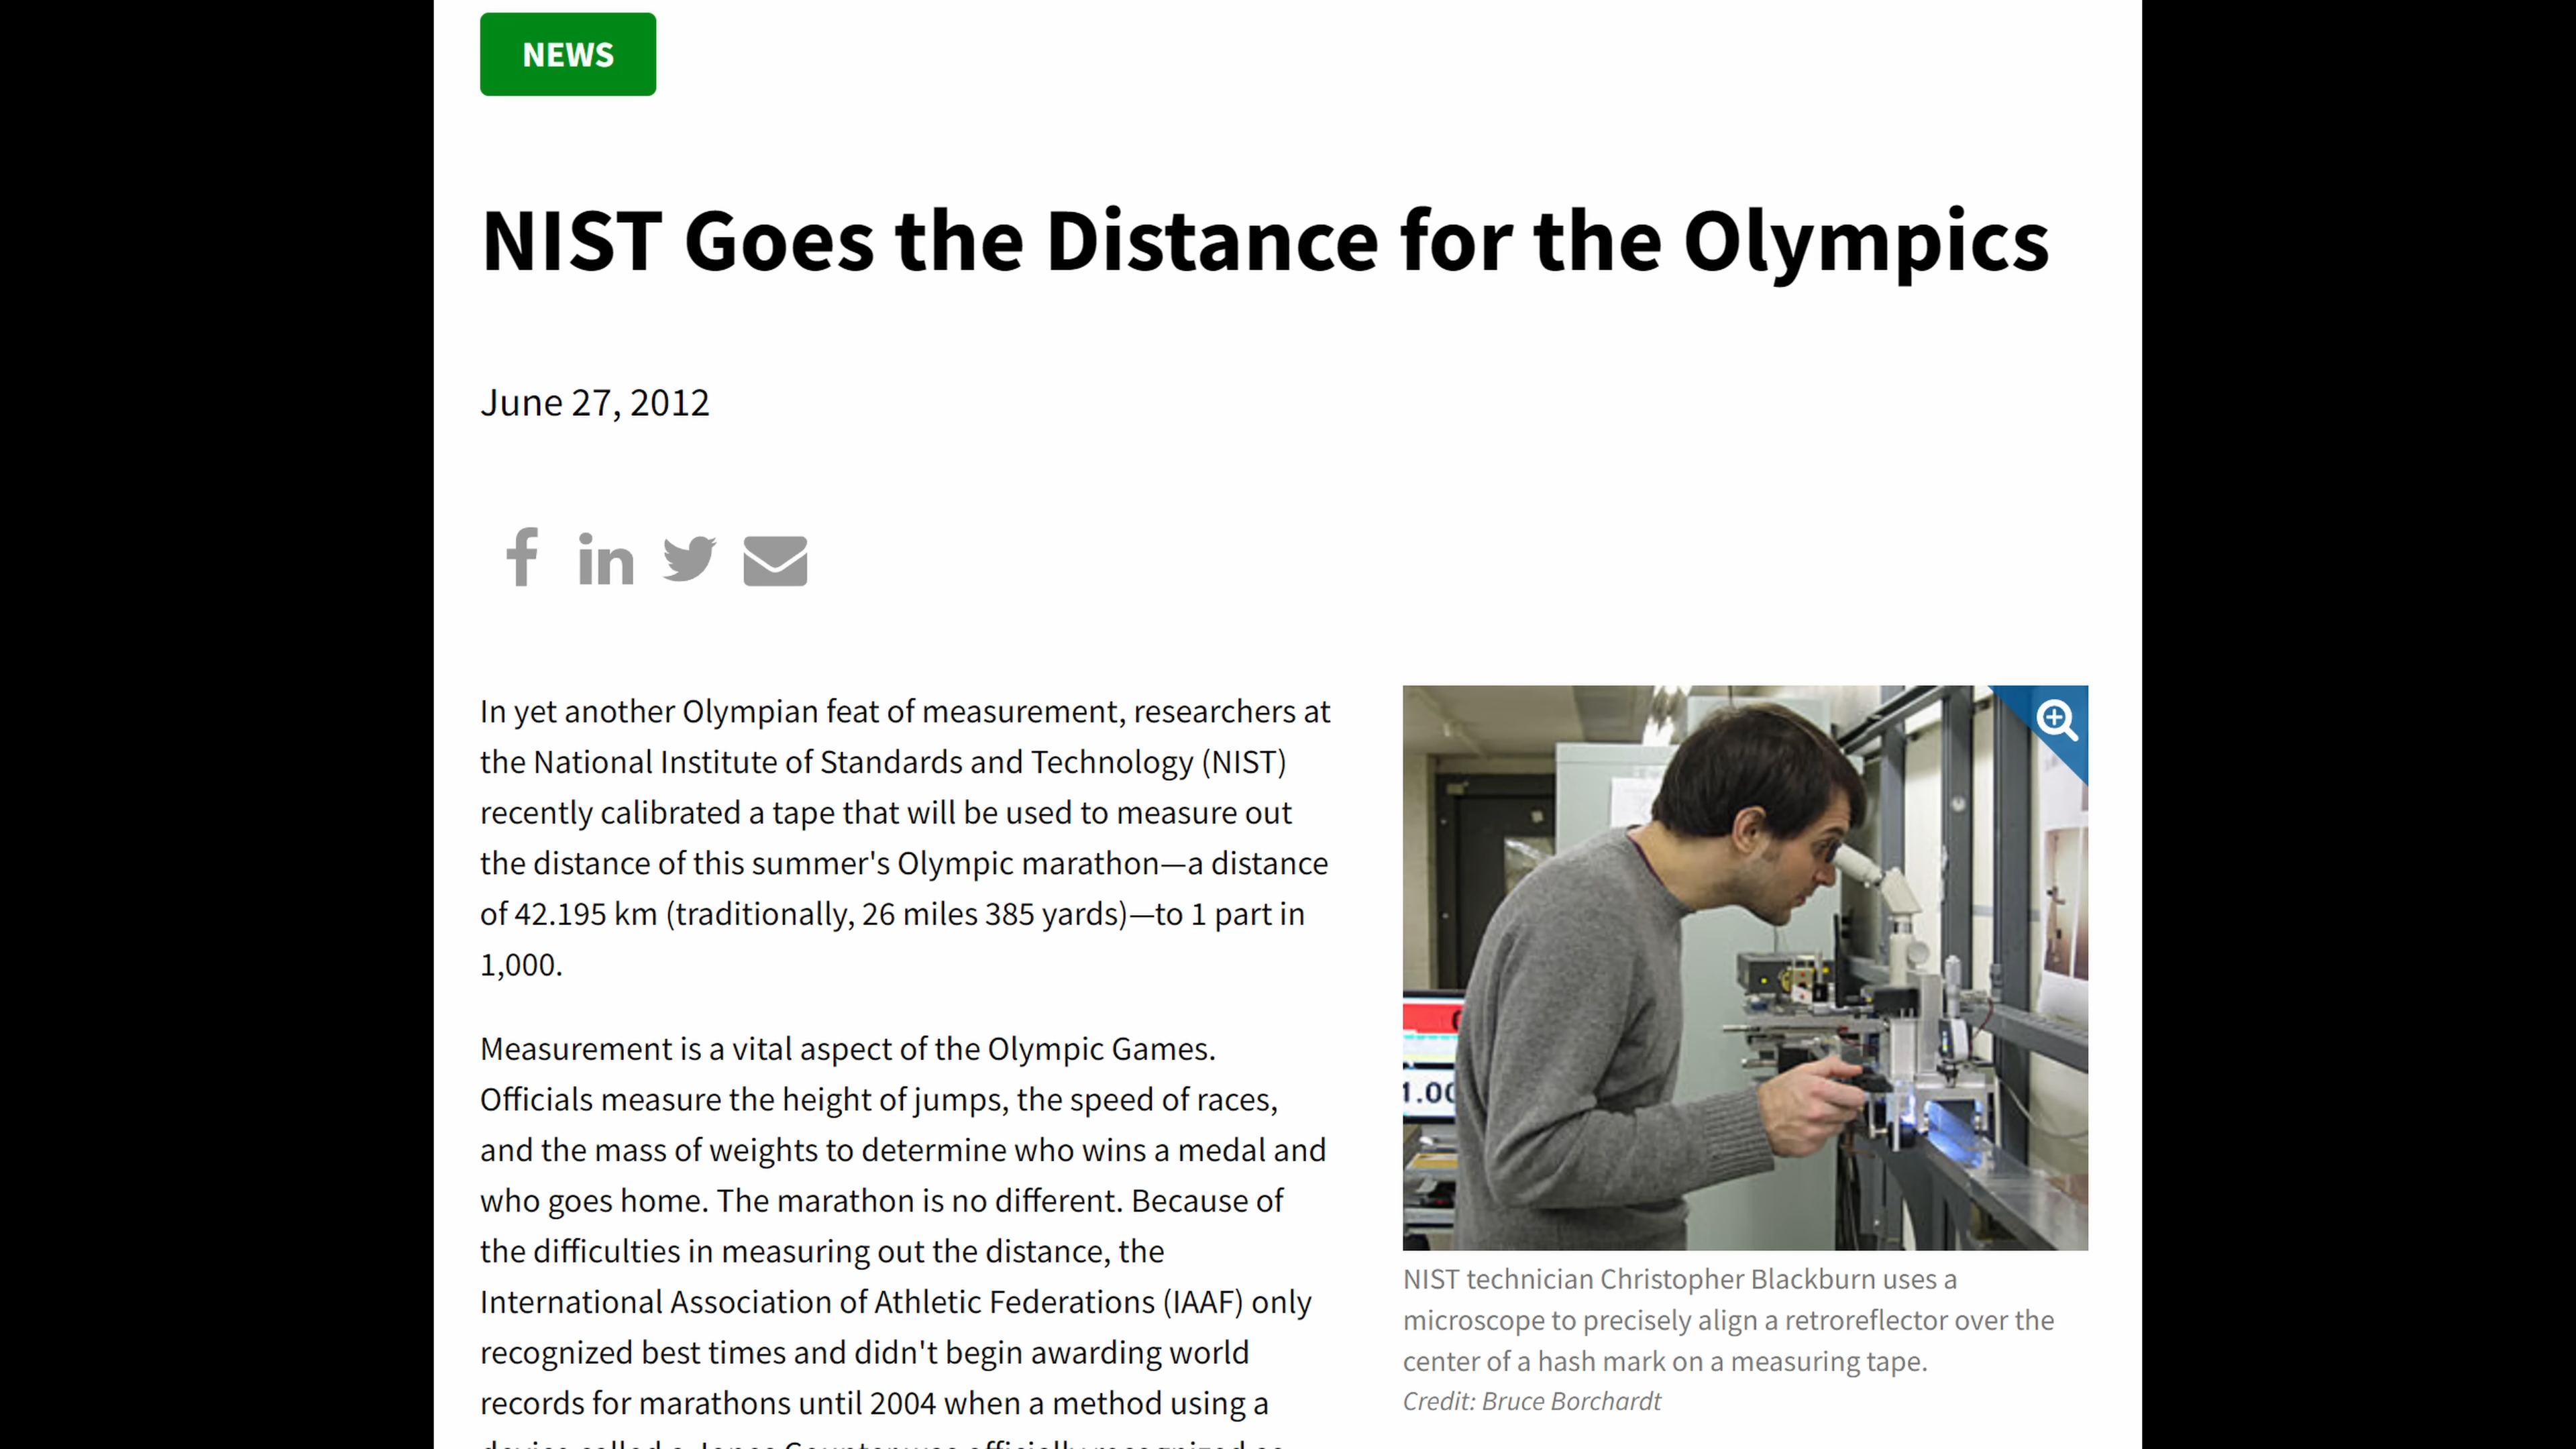 NEWS
NIST Goes the Distance for the Olympics
June 27, 2012
In yet another Olympian feat of measurement, researchers at
the National Institute of Standards and Technology (NIST)
recently calibrated a tape that will be used to measure out
the distance of this summer's Olympic marathon—a distance
of 42.195 km (traditionally, 26 miles 385 yards)—to 1 part in
1,000.
Measurement is a vital aspect of the Olympic Games.
Officials measure the height of jumps, the speed of races,
and the mass of weights to determine who wins a medal and
who goes home. The marathon is no different. Because of
the difficulties in measuring out the distance, the
International Association of Athletic Federations (IAAF) only
recognized best times and didn't begin awarding world
records for marathons until 2004 when a method using a
1.00
NIST technician Christopher Blackburn uses a
microscope to precisely align a retroreflector over the
center of a hash mark on a measuring tape.
Credit: Bruce Borchardt